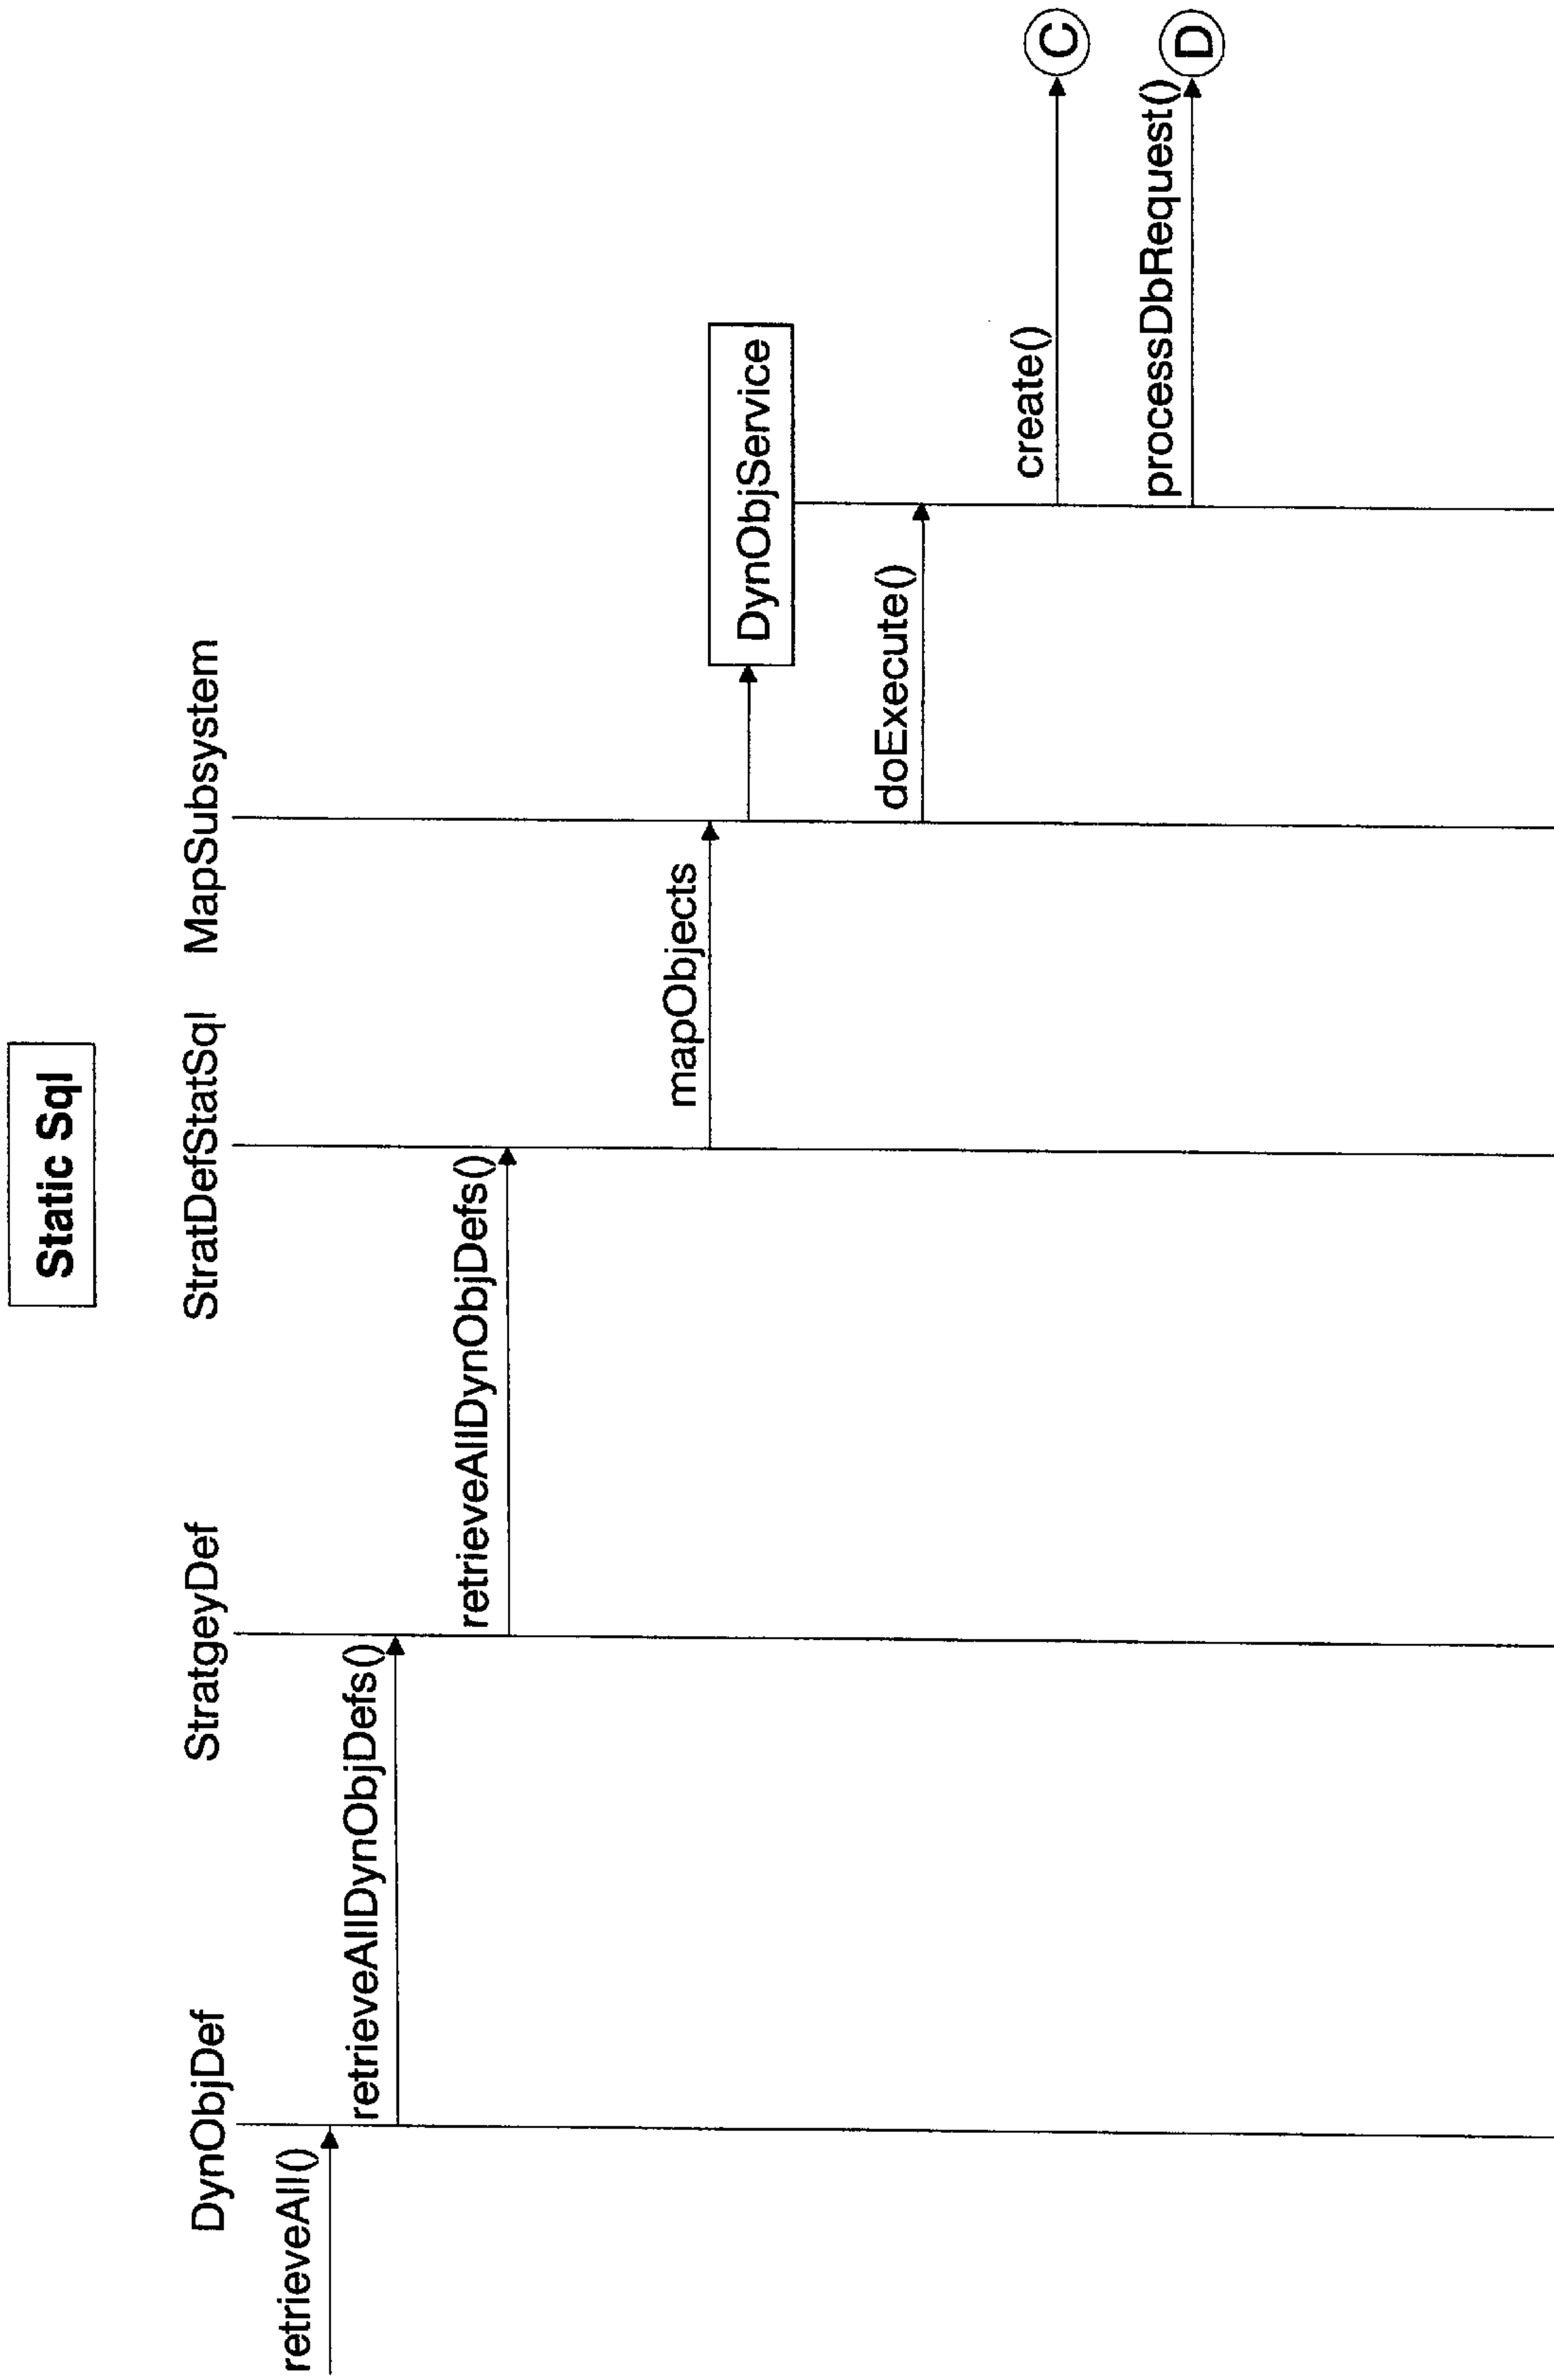 Static Sql
DynObjDef
StratgeyDef
StratDefStatSql
MapSubsystem
retrieveAll()
retrieveAllDynObjDefs()
retrieveAllDynObjDefs()
mapObjects
DynObjService
doExecute()
create()
C
processDbRequest()
D